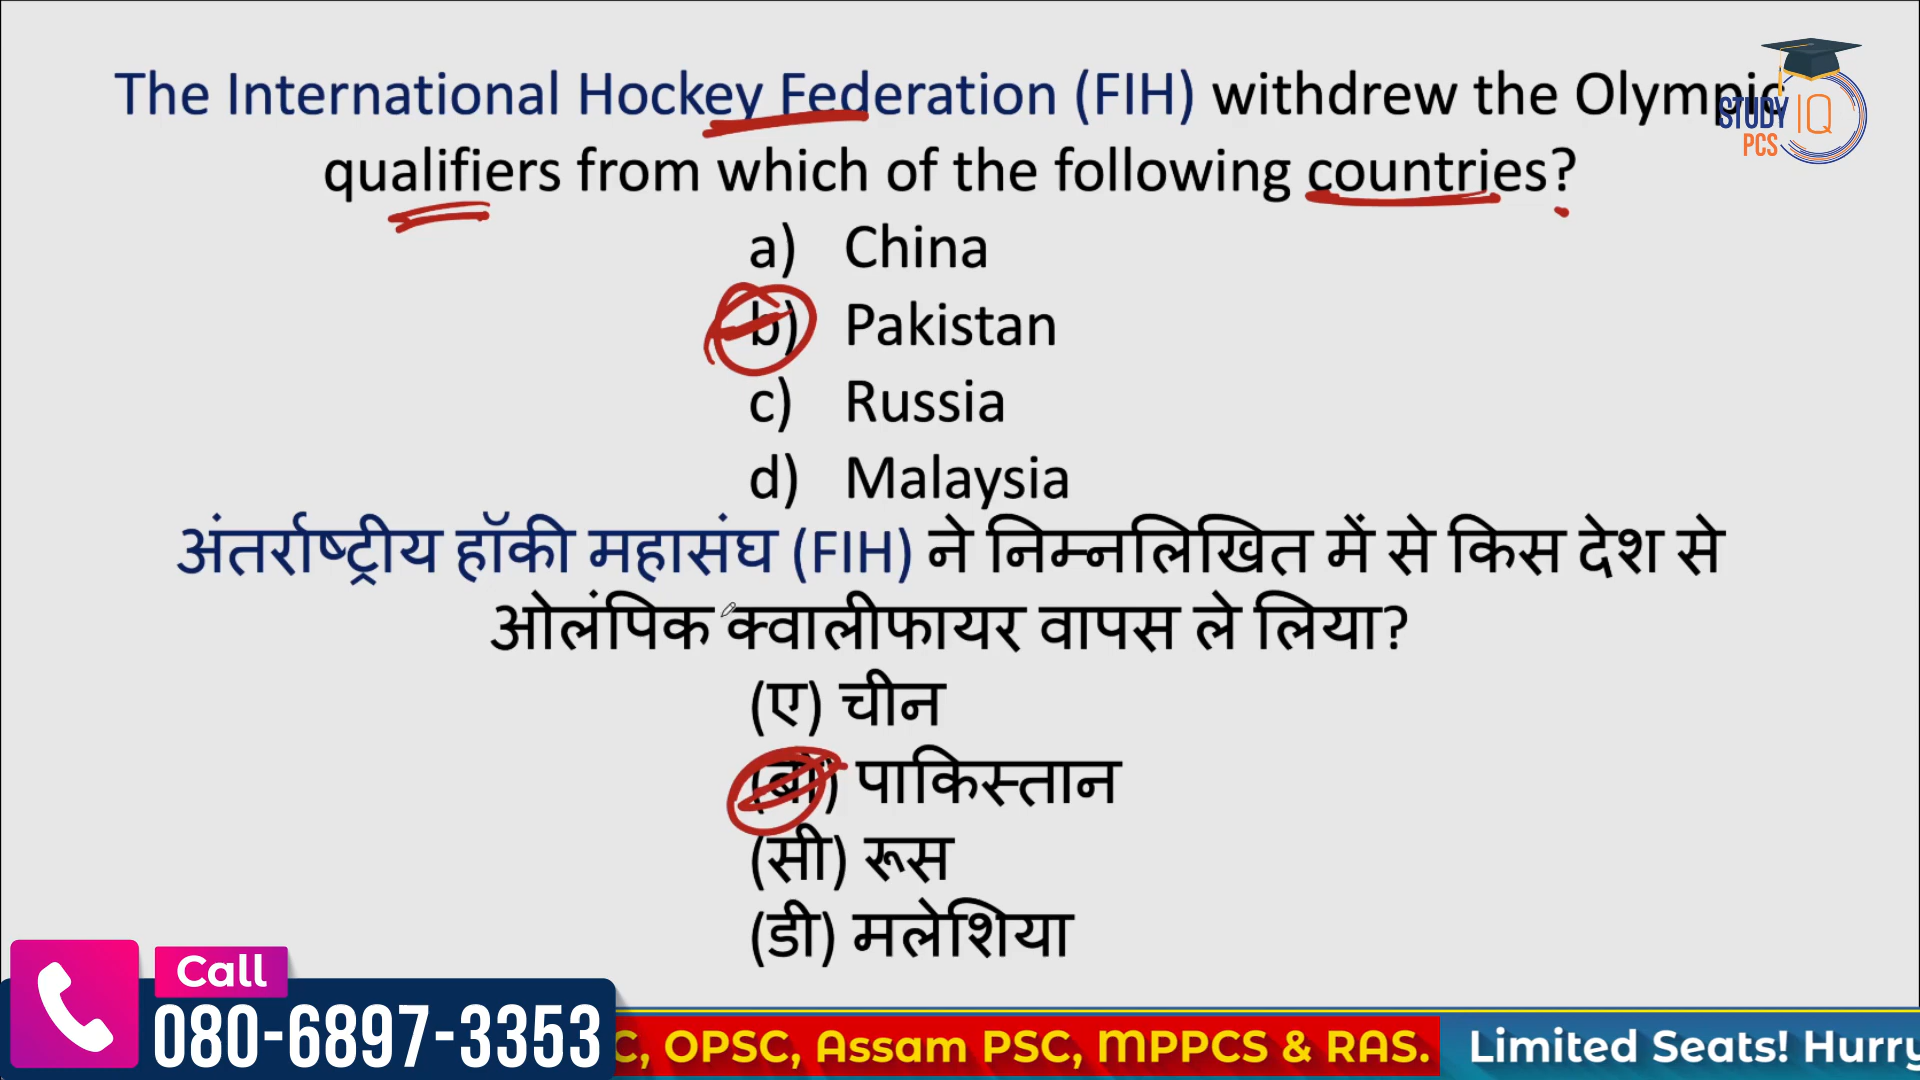 The International Hockey Federation (FIH) withdrew the Olympic
qualifiers from which of the following countries?
a) China
b) Pakistan
c) Russia
d) Malaysia
अंतर्राष्ट्रीय हॉकी महासंघ (FIH) ने निम्नलिखित में से किस देश से
ओलंपिक क्वालीफायर वापस ले लिया?
(ए) चीन
(बी) पाकिस्तान
(सी) रूस
(डी) मलेशिया
STUDY IQ
PCS
Call
080-6897-3353
C, OPSC, Assam PSC, MPPCS & RAS. Limited Seats! Hurry